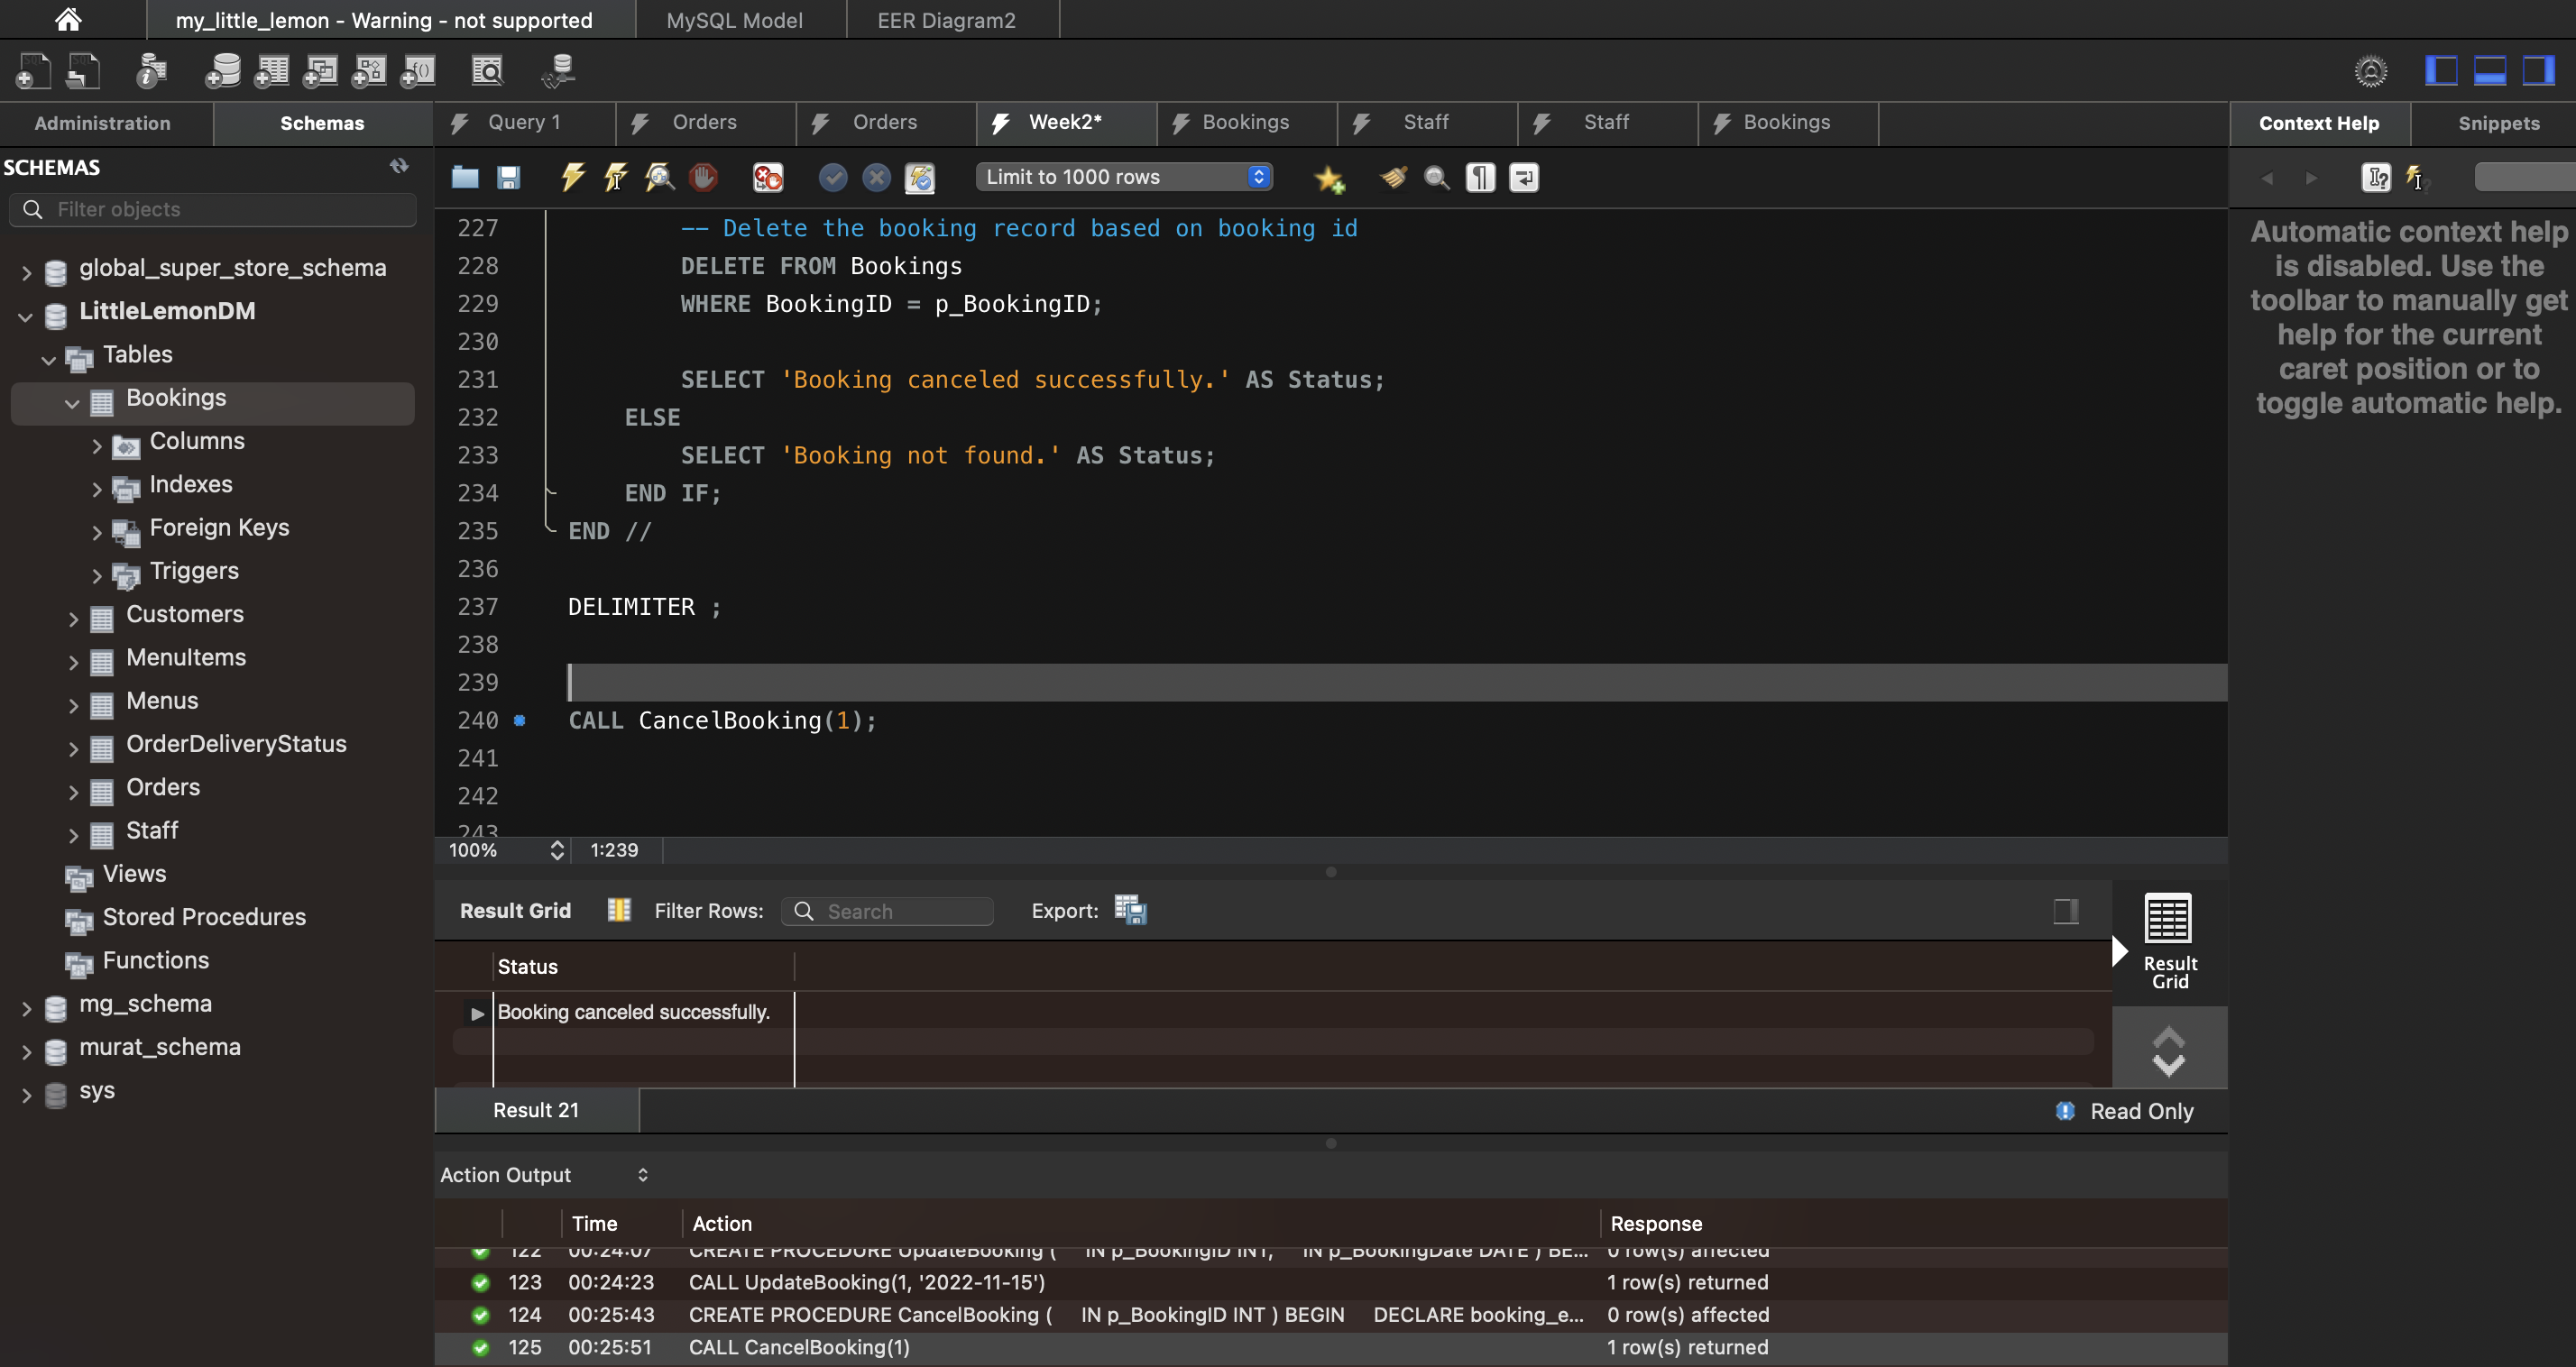 my_little_lemon - Warning - not supported
MySQL Model
EER Diagram2
Administration
Schemas
Query 1
Orders
Orders
Week2*
Bookings
Staff
Staff
Bookings
Context Help
Snippets
SCHEMAS
Filter objects
global_super_store_schema
LittleLemonDM
Tables
Bookings
Columns
Indexes
Foreign Keys
Triggers
Customers
MenuItems
Menus
OrderDeliveryStatus
Orders
Staff
Views
Stored Procedures
Functions
mg_schema
murat_schema
sys
Limit to 1000 rows
227 -- Delete the booking record based on booking id
228 DELETE FROM Bookings
229 WHERE BookingID = p_BookingID;
230
231 SELECT 'Booking canceled successfully.' AS Status;
232 ELSE
233 SELECT 'Booking not found.' AS Status;
234 END IF;
235 END //
236
237 DELIMITER ;
238
239
240 CALL CancelBooking(1);
241
242
243
100% 1:239
Result Grid
Filter Rows:
Search
Export:
Status
Booking canceled successfully.
Result
Grid
Result 21
Read Only
Action Output
Time Action Response
122 00:24:07 CREATE PROCEDURE UpdateBooking ( IN p_BookingID INT, IN p_BookingDate DATE ) BE... 0 row(s) affected
123 00:24:23 CALL UpdateBooking(1, '2022-11-15') 1 row(s) returned
124 00:25:43 CREATE PROCEDURE CancelBooking ( IN p_BookingID INT ) BEGIN DECLARE booking_e... 0 row(s) affected
125 00:25:51 CALL CancelBooking(1) 1 row(s) returned
Automatic context help
is disabled. Use the
toolbar to manually get
help for the current
caret position or to
toggle automatic help.